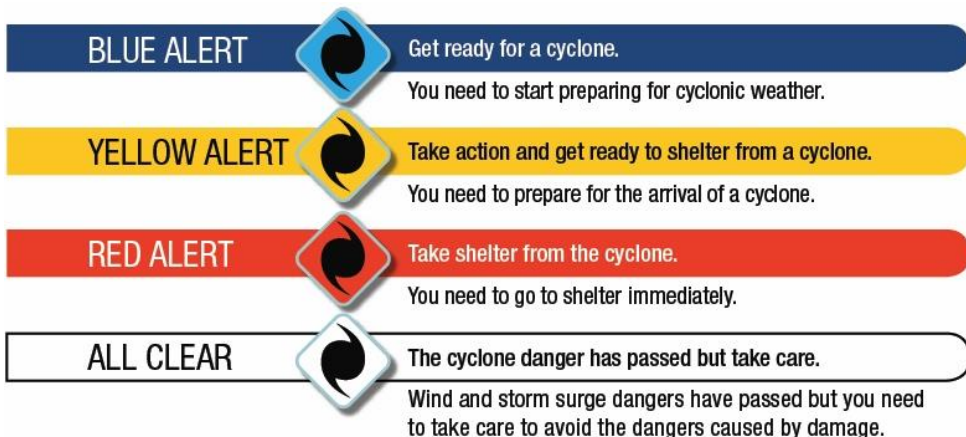 BLUE ALERT
Get ready for a cyclone.
You need to start preparing for cyclonic weather.
YELLOW ALERT
Take action and get ready to shelter from a cyclone.
You need to prepare for the arrival of a cyclone.
RED ALERT
Take shelter from the cyclone.
You need to go to shelter immediately.
ALL CLEAR
The cyclone danger has passed but take care.
Wind and storm surge dangers have passed but you need
to take care to avoid the dangers caused by damage.